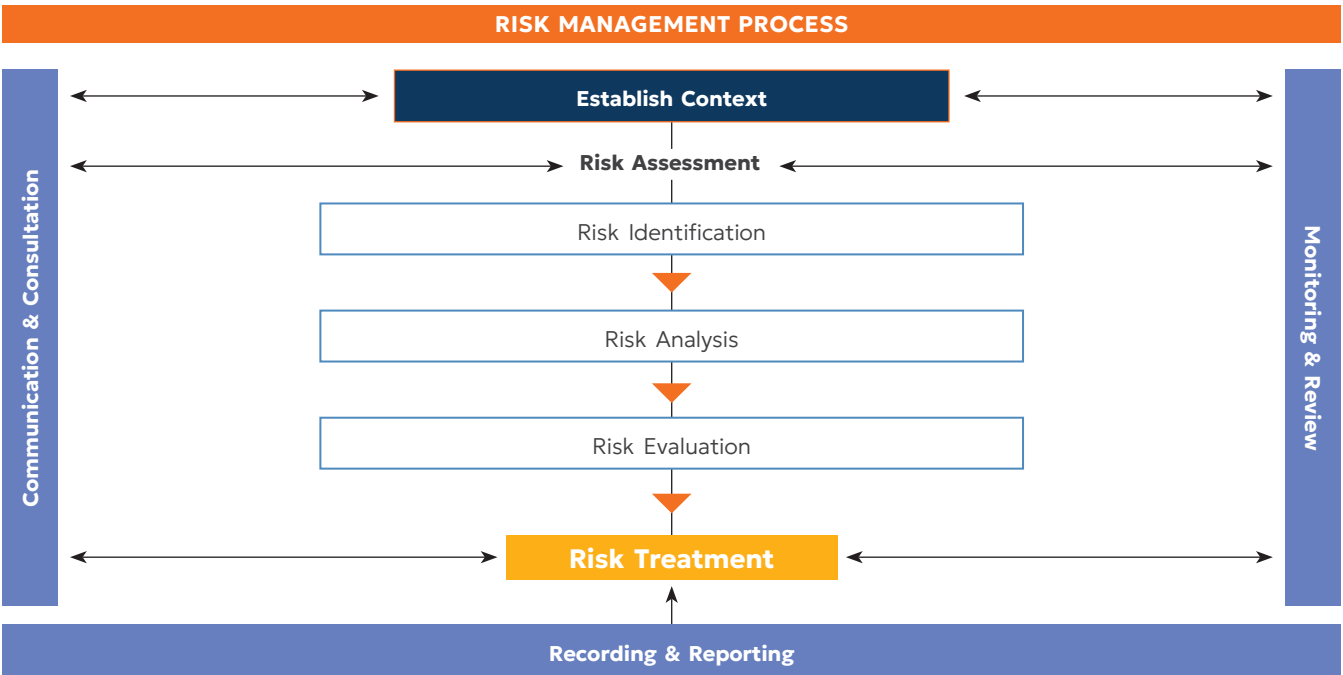 RISK MANAGEMENT PROCESS
Establish Context
Risk Assessment
Risk Identification
Risk Analysis
Risk Evaluation
Risk Treatment
Communication & Consultation
Monitoring & Review
Recording & Reporting